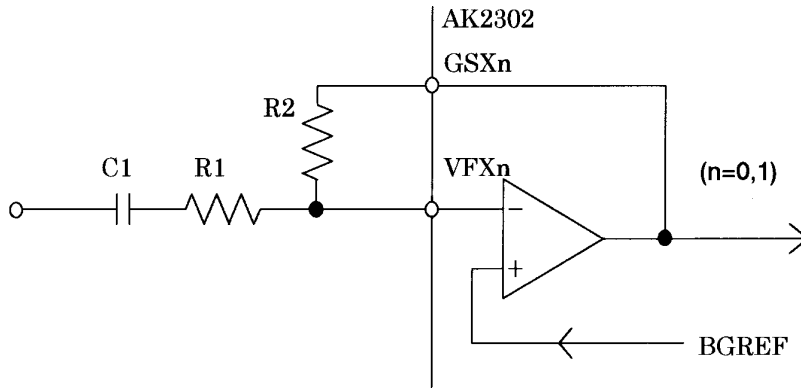 AK2302
GSXn
R2
C1
R1
VFXn
(n=0,1)
−
+
BGREF